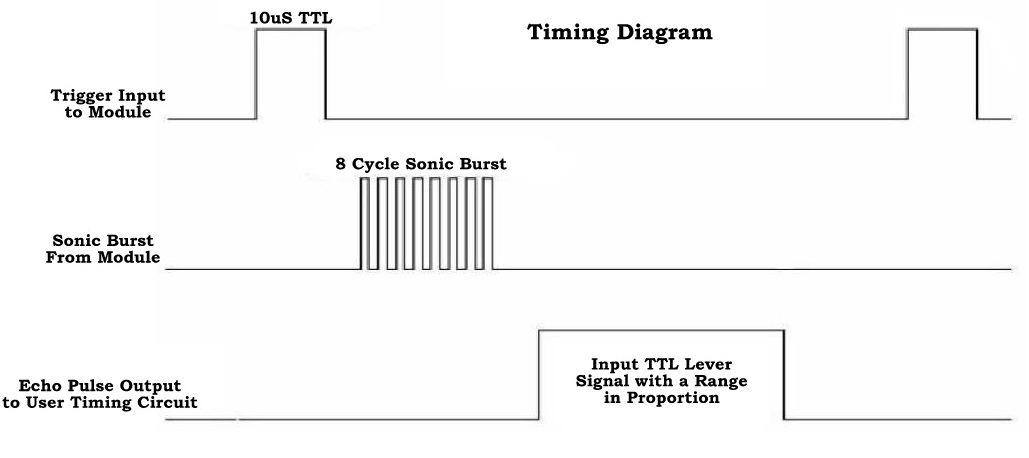 10uS TTL
Timing Diagram
Trigger Input
to Module
8 Cycle Sonic Burst
Sonic Burst
From Module
Input TTL Lever
Signal with a Range
in Proportion
Echo Pulse Output
to User Timing Circuit